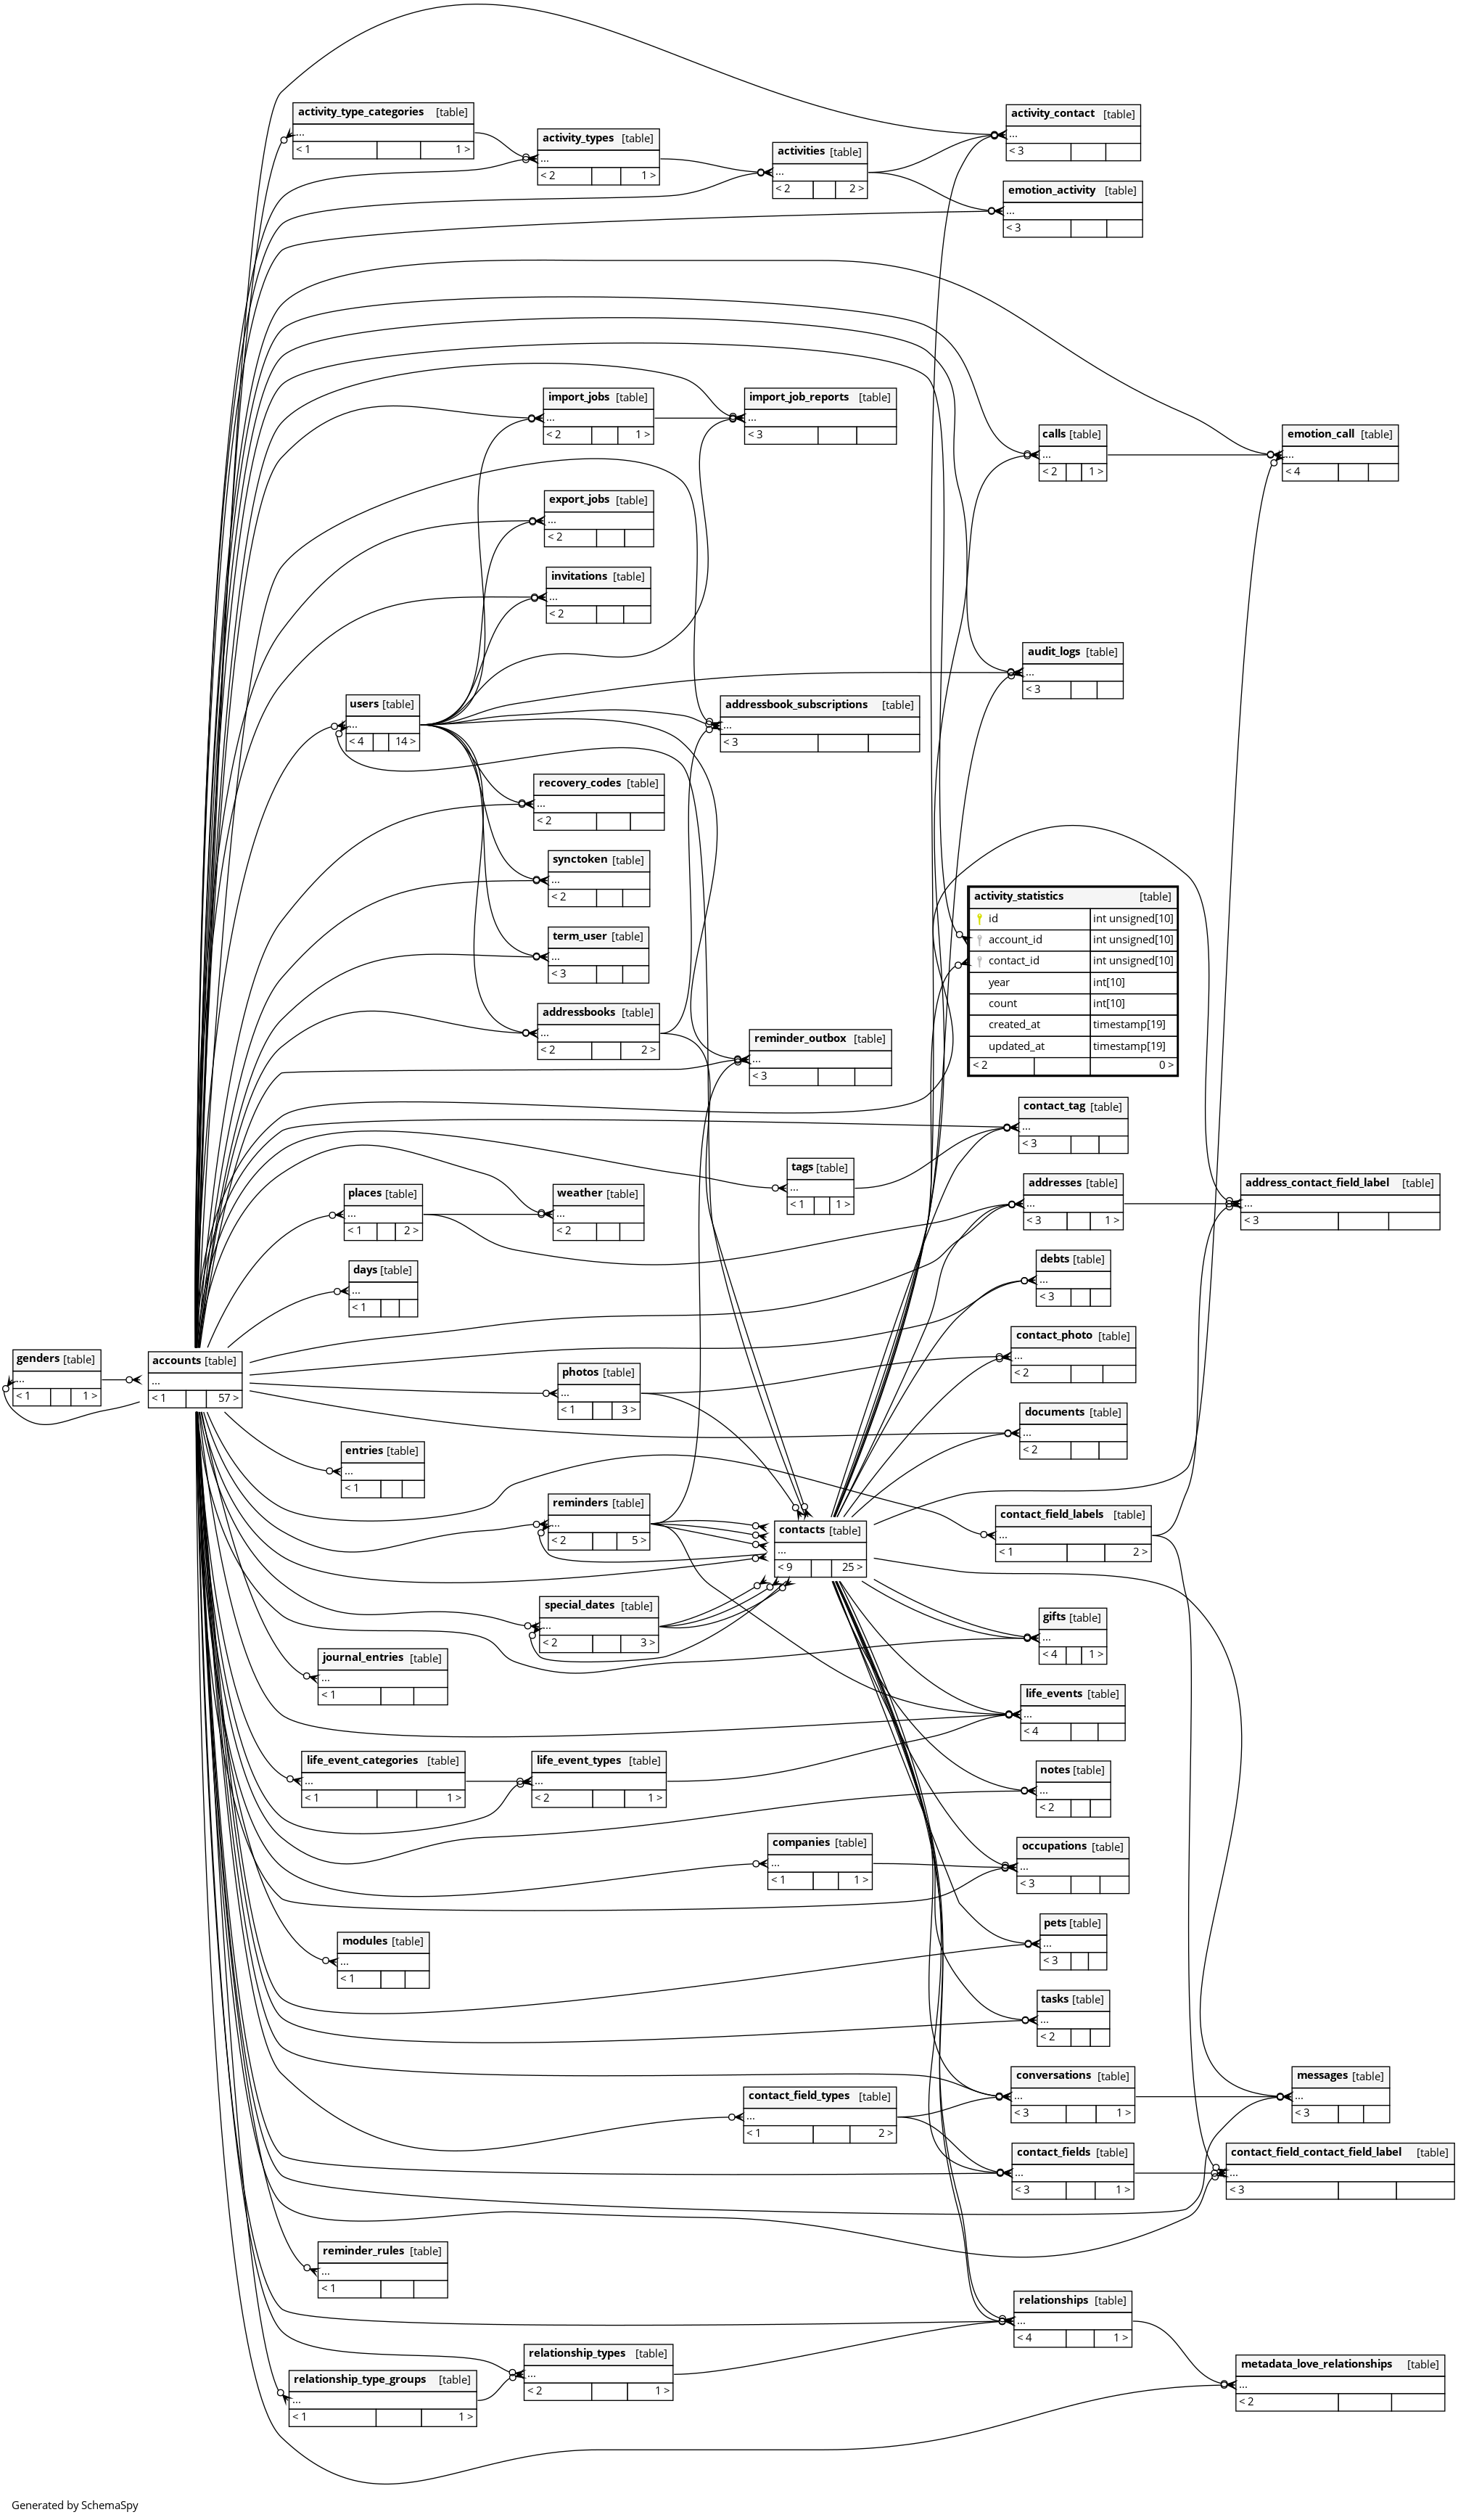 activity_type_categories [table]
...
< 1 1 >
activity_types [table]
...
< 2 1 >
activities [table]
...
< 2 2 >
activity_contact [table]
...
< 3
emotion_activity [table]
...
< 3
import_jobs [table]
...
< 2 1 >
import_job_reports [table]
...
< 3
calls [table]
...
< 2 1 >
emotion_call [table]
...
< 4
export_jobs [table]
...
< 2
invitations [table]
...
< 2
audit_logs [table]
...
< 3
users [table]
...
< 4 14 >
addressbook_subscriptions [table]
...
< 3
recovery_codes [table]
...
< 2
synctoken [table]
...
< 2
term_user [table]
...
< 3
addressbooks [table]
...
< 2 2 >
reminder_outbox [table]
...
< 3
activity_statistics [table]
id int unsigned[10]
account_id int unsigned[10]
contact_id int unsigned[10]
year int[10]
count int[10]
created_at timestamp[19]
updated_at timestamp[19]
< 2 0 >
contact_tag [table]
...
< 3
tags [table]
...
< 1 1 >
places [table]
...
< 1 2 >
weather [table]
...
< 2
addresses [table]
...
< 3 1 >
address_contact_field_label [table]
...
< 3
days [table]
...
< 1
debts [table]
...
< 3
genders [table]
...
< 1 1 >
accounts [table]
...
< 1 57 >
photos [table]
...
< 1 3 >
contact_photo [table]
...
< 2
documents [table]
...
< 2
entries [table]
...
< 1
reminders [table]
...
< 2 5 >
contacts [table]
...
< 9 25 >
contact_field_labels [table]
...
< 1 2 >
special_dates [table]
...
< 2 3 >
gifts [table]
...
< 4 1 >
journal_entries [table]
...
< 1
life_events [table]
...
< 4
life_event_categories [table]
...
< 1 1 >
life_event_types [table]
...
< 2 1 >
notes [table]
...
< 2
companies [table]
...
< 1 1 >
occupations [table]
...
< 3
modules [table]
...
< 1
pets [table]
...
< 3
tasks [table]
...
< 2
contact_field_types [table]
...
< 1 2 >
conversations [table]
...
< 3 1 >
messages [table]
...
< 3
contact_fields [table]
...
< 3 1 >
contact_field_contact_field_label [table]
...
< 3
reminder_rules [table]
...
< 1
relationships [table]
...
< 4 1 >
relationship_type_groups [table]
...
< 1 1 >
relationship_types [table]
...
< 2 1 >
metadata_love_relationships [table]
...
< 2
Generated by SchemaSpy